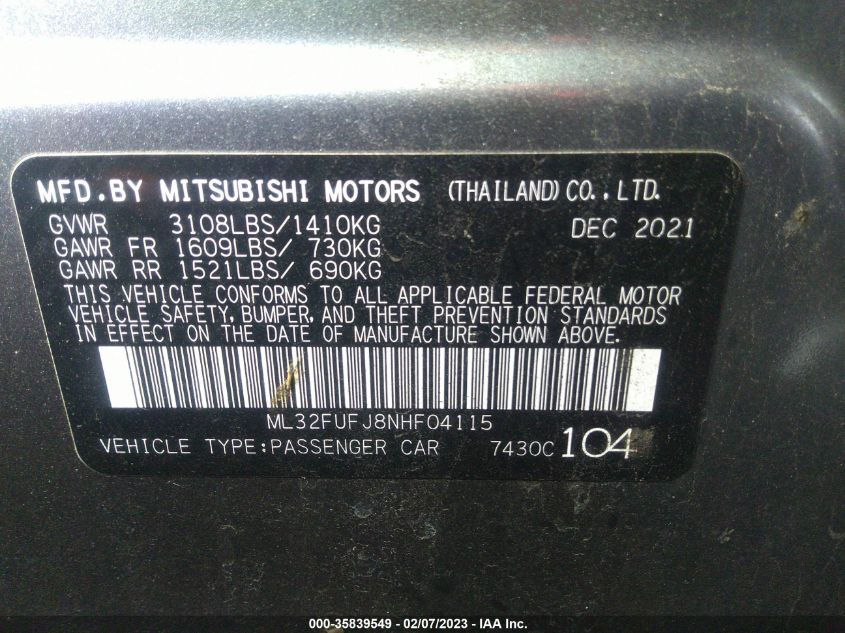 MFD.BY MITSUBISHI MOTORS (THAILAND) CO., LTD.
GVWR 3108LBS/1410KG DEC 2021
GAWR FR 1609LBS/ 730KG
GAWR RR 1521LBS/ 690KG
THIS VEHICLE CONFORMS TO ALL APPLICABLE FEDERAL MOTOR
VEHICLE SAFETY, BUMPER, AND THEFT PREVENTION STANDARDS
IN EFFECT ON THE DATE OF MANUFACTURE SHOWN ABOVE.
ML32FUFJ8NHF04115
VEHICLE TYPE:PASSENGER CAR 7430C 104
000-35839549 - 02/07/2023 - IAA Inc.